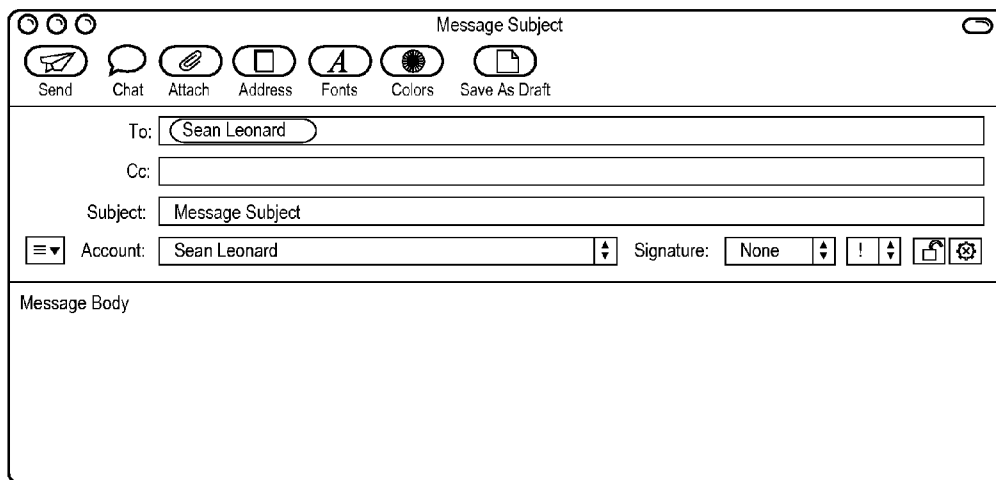 Message Subject
Send Chat Attach Address Fonts Colors Save As Draft
To: Sean Leonard
Cc:
Subject: Message Subject
Account: Sean Leonard Signature: None !
Message Body